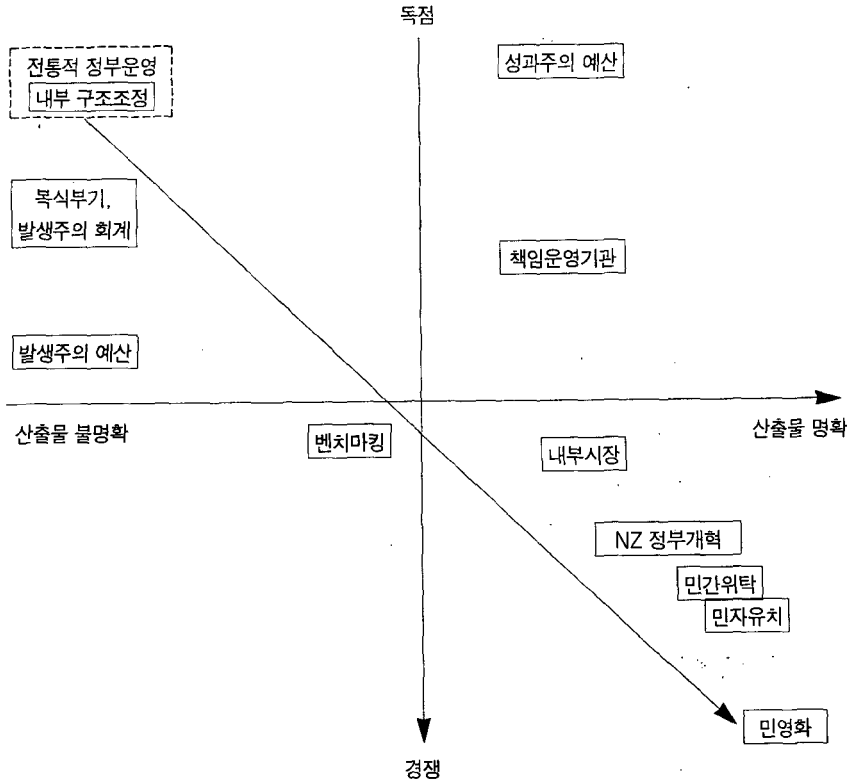 독점
전통적 정부운영
내부 구조조정
성과주의 예산
복식부기,
발생주의 회계
책임운영기관
발생주의 예산
산출물 불명확
산출물 명확
벤치마킹
내부시장
NZ 정부개혁
민간위탁
민자유치
민영화
경쟁